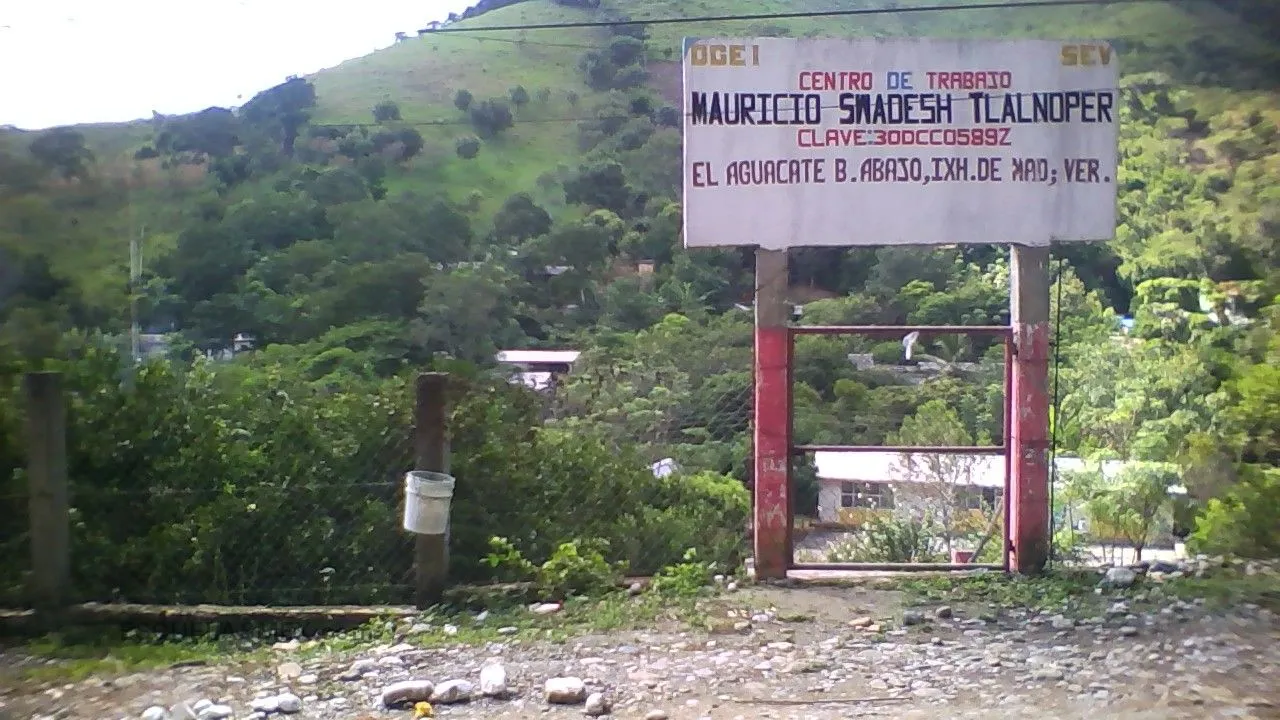 DGEI SEV
CENTRO DE TRABAJO
MAURICIO SWADESH TLALNOPER
CLAVE:30DCC0589Z
EL AGUACATE B.ABAJO,IXH.DE MAD; VER.